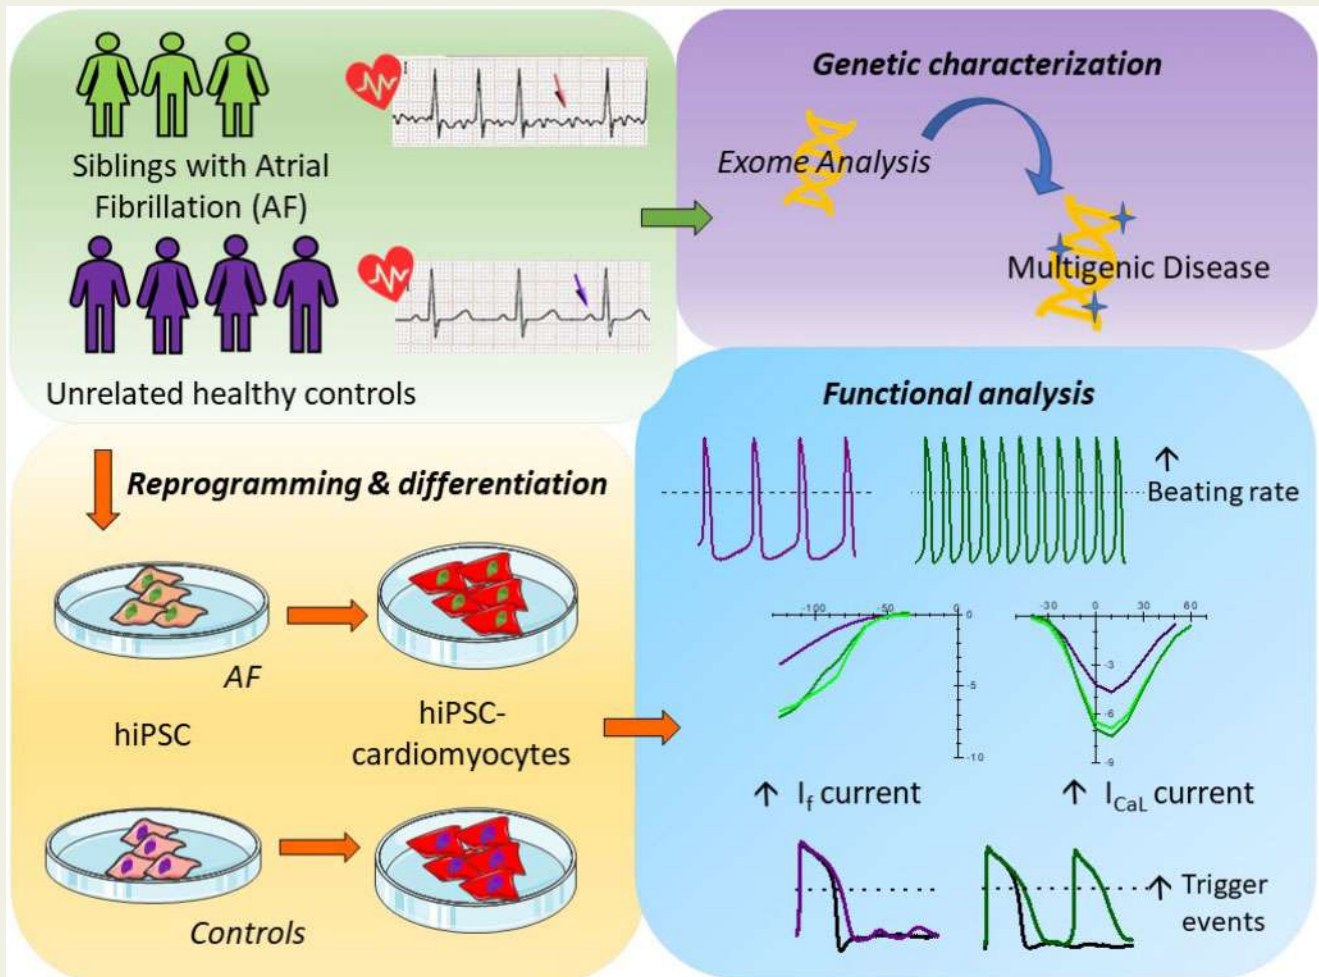 Siblings with Atrial
Fibrillation (AF)
Unrelated healthy controls
Genetic characterization
Exome Analysis
Multigenic Disease
Reprogramming & differentiation
AF
hiPSC
hiPSC-
cardiomyocytes
Controls
Functional analysis
↑
Beating rate
-100 -50 0
0
-5
-10
-30 0 30 60
-3
-6
-9
↑ If current
↑ ICaL current
↑ Trigger
events